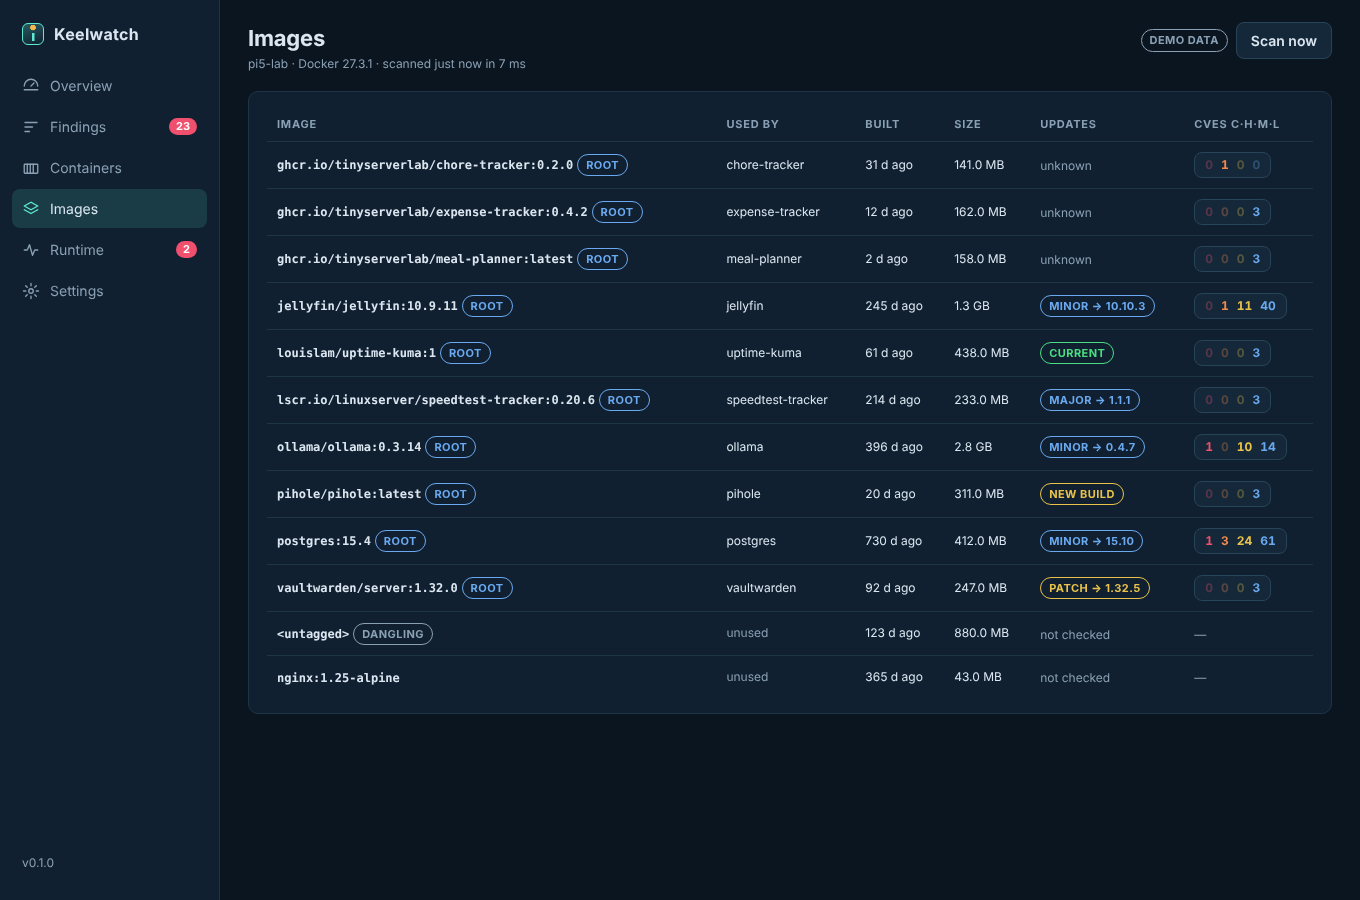 Keelwatch
Overview
Findings 23
Containers
Images
Runtime 2
Settings
v0.1.0
Images
pi5-lab · Docker 27.3.1 · scanned just now in 7 ms
DEMO DATA Scan now
IMAGE USED BY BUILT SIZE UPDATES CVES C·H·M·L
ghcr.io/tinyserverlab/chore-tracker:0.2.0 ROOT chore-tracker 31 d ago 141.0 MB unknown 0 1 0 0
ghcr.io/tinyserverlab/expense-tracker:0.4.2 ROOT expense-tracker 12 d ago 162.0 MB unknown 0 0 0 3
ghcr.io/tinyserverlab/meal-planner:latest ROOT meal-planner 2 d ago 158.0 MB unknown 0 0 0 3
jellyfin/jellyfin:10.9.11 ROOT jellyfin 245 d ago 1.3 GB MINOR → 10.10.3 0 1 11 40
louislam/uptime-kuma:1 ROOT uptime-kuma 61 d ago 438.0 MB CURRENT 0 0 0 3
lscr.io/linuxserver/speedtest-tracker:0.20.6 ROOT speedtest-tracker 214 d ago 233.0 MB MAJOR → 1.1.1 0 0 0 3
ollama/ollama:0.3.14 ROOT ollama 396 d ago 2.8 GB MINOR → 0.4.7 1 0 10 14
pihole/pihole:latest ROOT pihole 20 d ago 311.0 MB NEW BUILD 0 0 0 3
postgres:15.4 ROOT postgres 730 d ago 412.0 MB MINOR → 15.10 1 3 24 61
vaultwarden/server:1.32.0 ROOT vaultwarden 92 d ago 247.0 MB PATCH → 1.32.5 0 0 0 3
<untagged> DANGLING unused 123 d ago 880.0 MB not checked —
nginx:1.25-alpine unused 365 d ago 43.0 MB not checked —